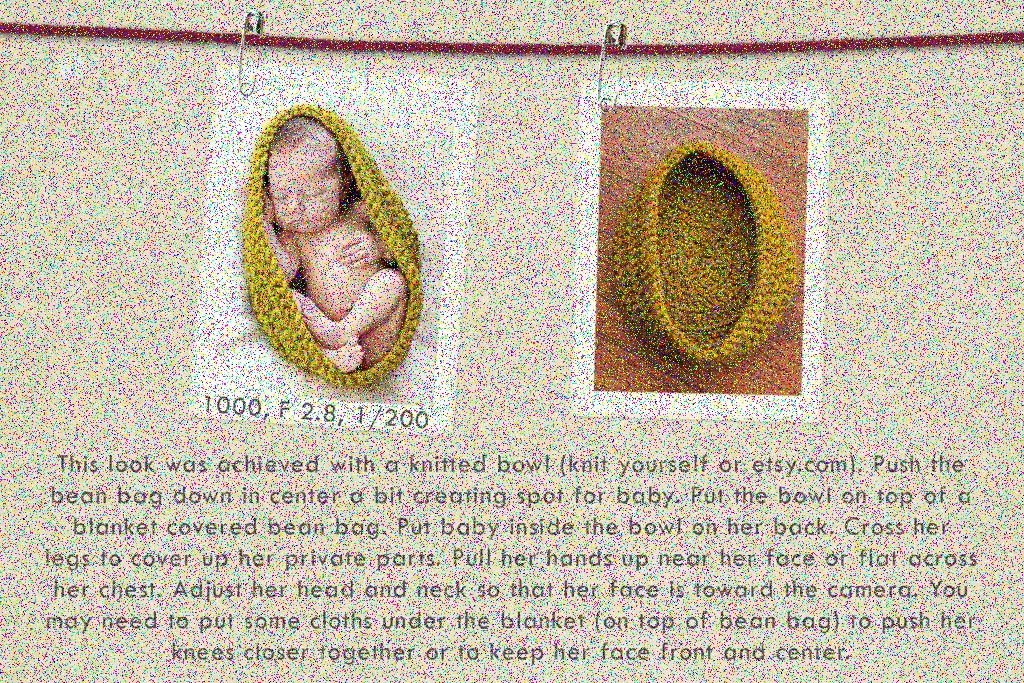 1000, F 2.8, 1/200
This look was achieved with a knitted bowl (knit yourself or etsy.com). Push the
bean bag down in center a bit creating spot for baby. Put the bowl on top of a
blanket covered bean bag. Put baby inside the bowl on her back. Cross her
legs to cover up her private parts. Pull her hands up near her face or flat across
her chest. Adjust her head and neck so that her face is toward the camera. You
may need to put some cloths under the blanket (on top of bean bag) to push her
knees closer together or to keep her face front and center.